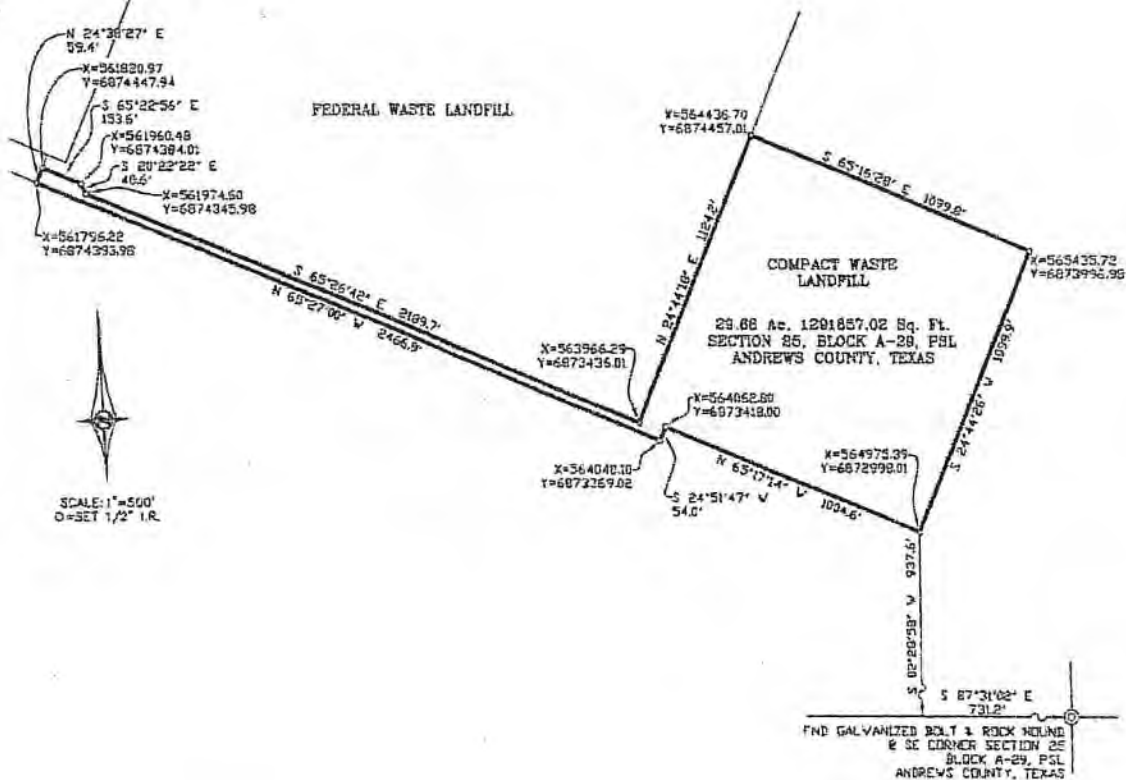 N 24°38'27" E
59.4'
X=561820.97
Y=6874447.94
S 65°22'56" E
153.6'
X=561960.48
Y=6874384.01
S 20°22'22" E
40.6'
X=561974.60
Y=6874345.98
X=561796.22
Y=6874393.98
FEDERAL WASTE LANDFILL
X=564436.70
Y=6874457.01
S 65°16'28" E 1099.8'
X=565435.72
Y=6873996.98
N 24°44'18" E 1124.2'
COMPACT WASTE
LANDFILL
29.66 Ac, 1291857.02 Sq. Ft.
SECTION 25, BLOCK A-29, PSL
ANDREWS COUNTY, TEXAS
S 24°44'26" W 1099.9'
S 65°26'42" E 2189.7'
N 65°27'00" W 2466.9'
X=563966.29
Y=6873436.01
X=564062.80
Y=6873418.00
X=564040.10
Y=6873369.02
S 24°51'47" W
54.0'
N 65°17'14" W 1004.6'
X=564975.39
Y=6872998.01
SCALE: 1"=500'
O=SET 1/2" I.R.
S 02°28'58" W 937.6'
S 87°31'02" E
731.2'
FND GALVANIZED BOLT & ROCK MOUND
@ SE CORNER SECTION 25
BLOCK A-29, PSL
ANDREWS COUNTY, TEXAS